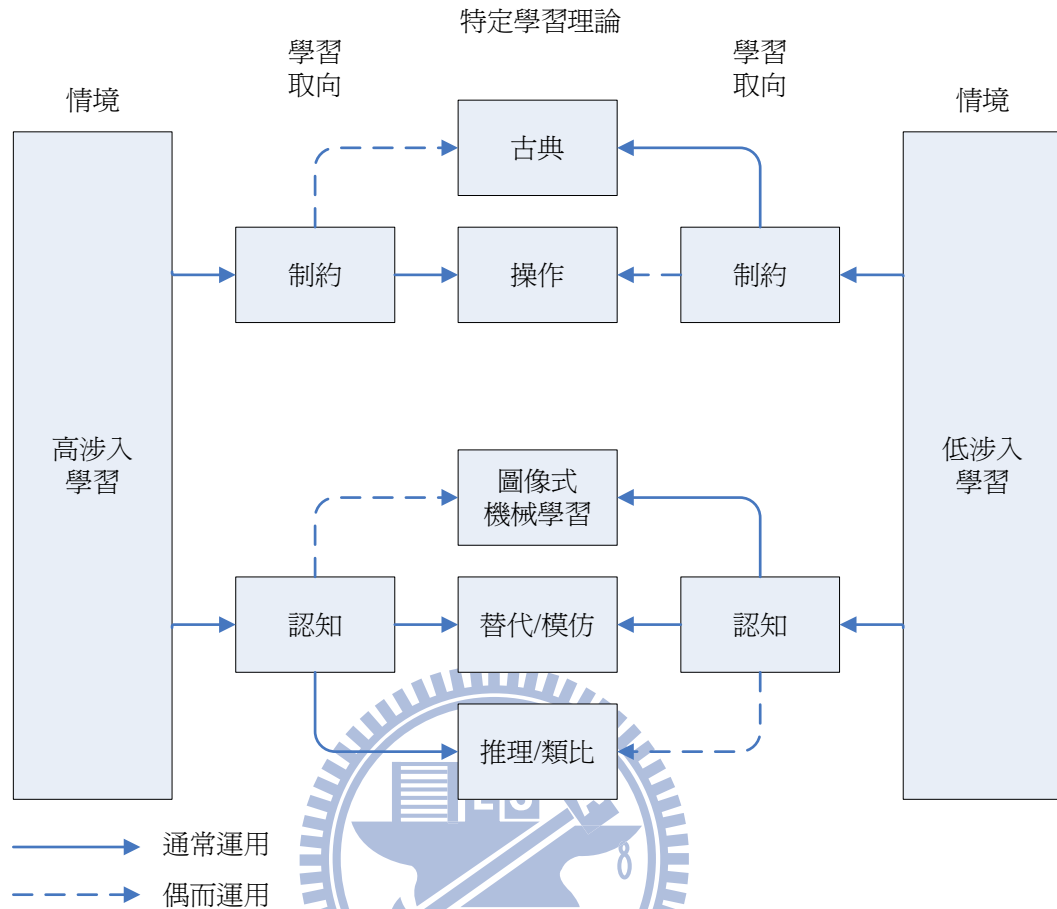 特定學習理論
學習
取向
學習
取向
情境
情境
古典
制約
操作
制約
高涉入
學習
低涉入
學習
圖像式
機械學習
認知
替代/模仿
認知
推理/類比
通常運用
偶而運用